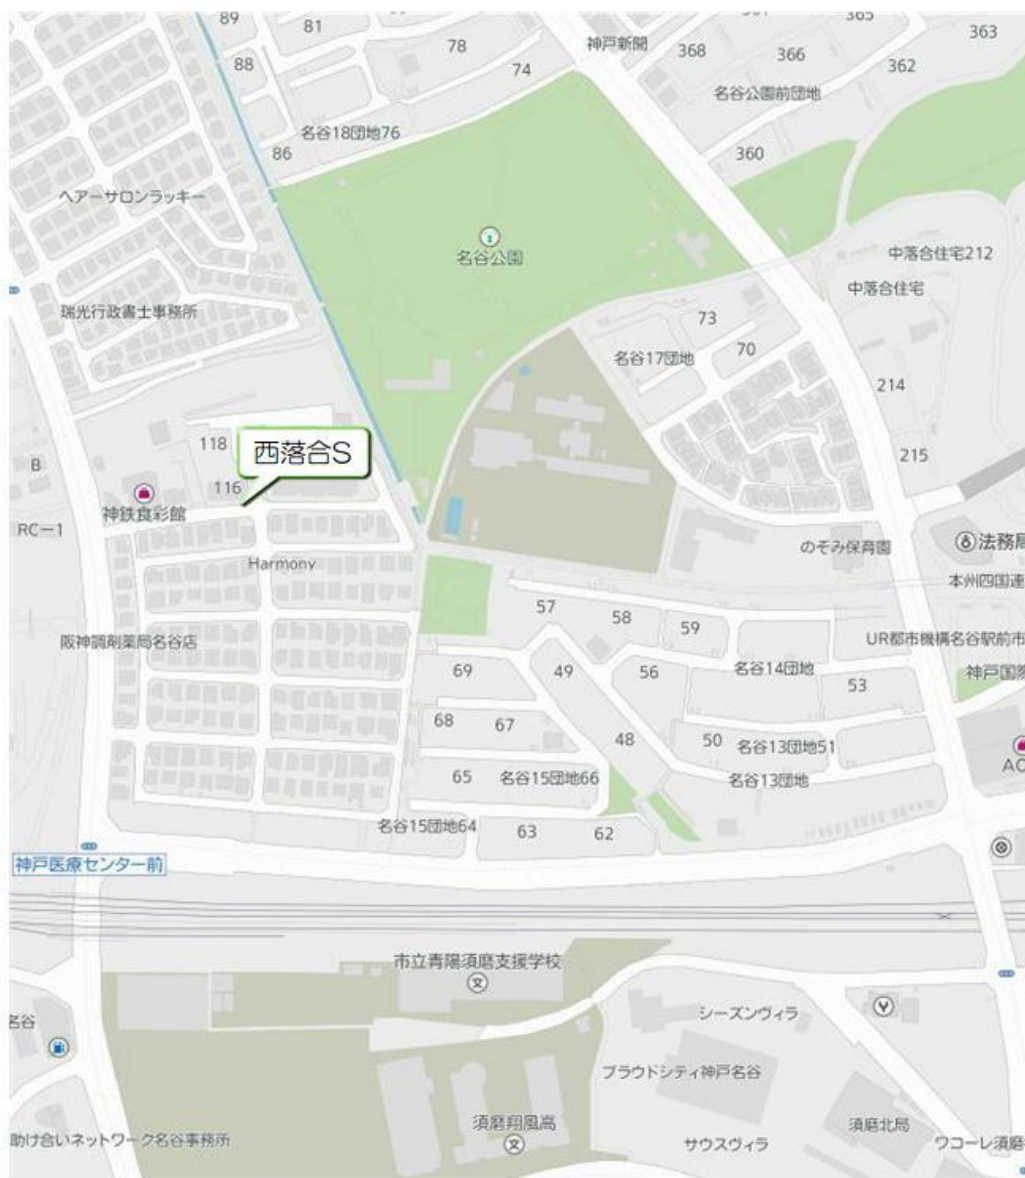 89
81
78
74
88
神戸新聞
368
366
365
363
362
名谷公園前団地
360
名谷18団地76
86
ヘアーサロンラッキー
名谷公園
中落合住宅212
中落合住宅
瑞光行政書士事務所
73
70
名谷17団地
214
215
118
西落合S
116
B
神鉄食彩館
RC-1
Harmony
のぞみ保育園
法務局
本州四国連
57
58
59
阪神調剤薬局名谷店
UR都市機構名谷駅前市
69
49
56
名谷14団地
神戸国際
53
68
67
48
50
名谷13団地51
65
名谷15団地66
名谷13団地
名谷15団地64
63
62
神戸医療センター前
市立青陽須磨支援学校
文
シーズンヴィラ
名谷
プラウドシティ神戸名谷
須磨翔風高
文
助け合いネットワーク名谷事務所
サウスヴィラ
須磨北局
ワコーレ須磨